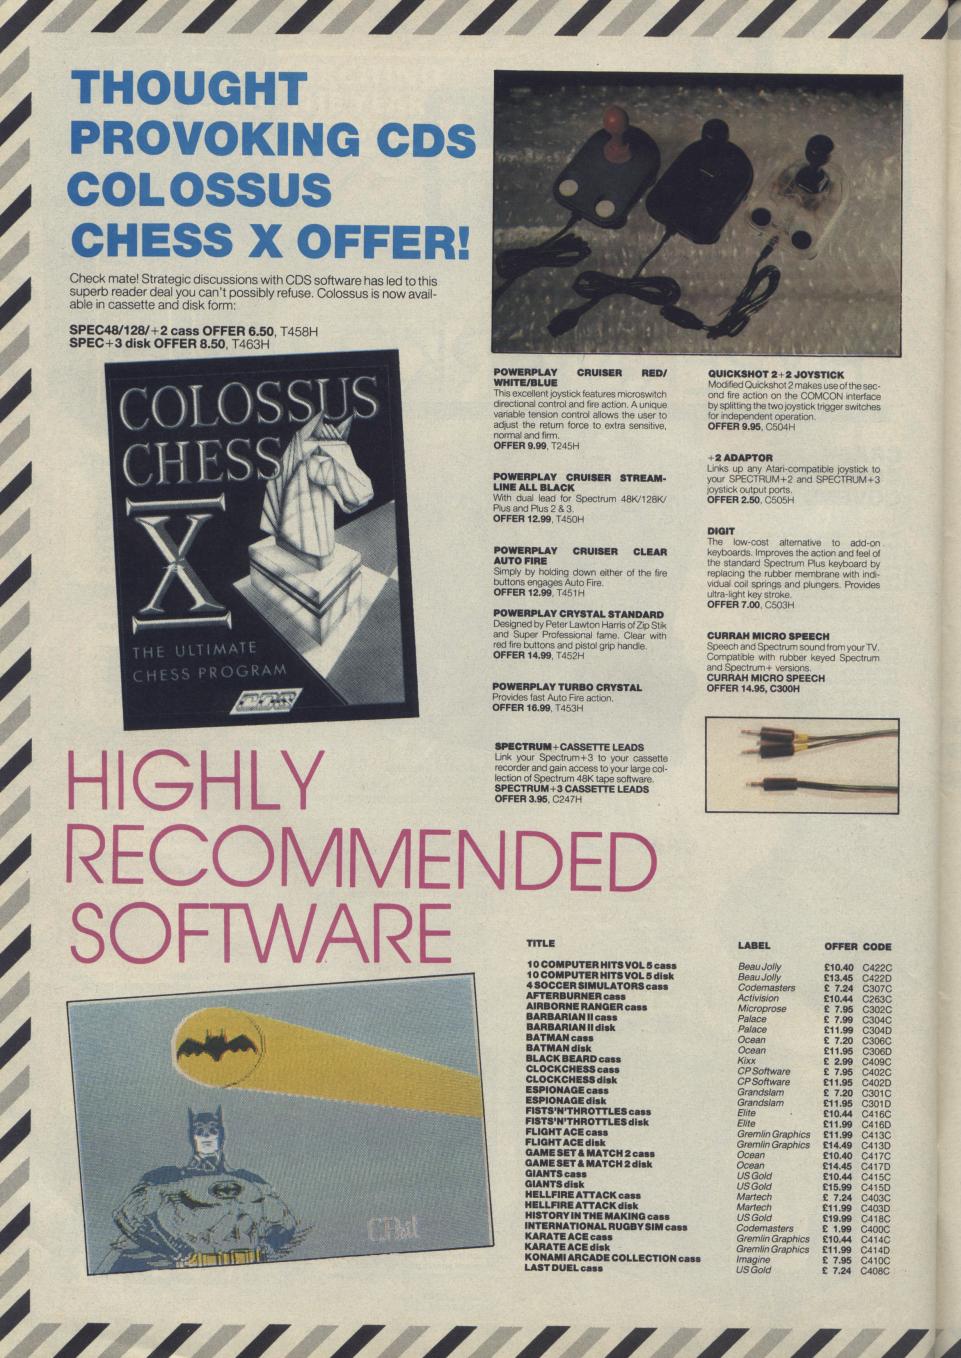 THOUGHT
PROVOKING CDS
COLOSSUS
CHESS X OFFER!
Check mate! Strategic discussions with CDS software has led to this
superb reader deal you can't possibly refuse. Colossus is now avail-
able in cassette and disk form:
SPEC48/128/+2 cass OFFER 6.50, T458H
SPEC+3 disk OFFER 8.50, T463H
COLOSSUS
CHESS
X
THE ULTIMATE
CHESS PROGRAM
CDS
POWERPLAY CRUISER RED/
WHITE/BLUE
This excellent joystick features microswitch
directional control and fire action. A unique
variable tension control allows the user to
adjust the return force to extra sensitive,
normal and firm.
OFFER 9.99, T245H
POWERPLAY CRUISER STREAM-
LINE ALL BLACK
With dual lead for Spectrum 48K/128K/
Plus and Plus 2 & 3.
OFFER 12.99, T450H
POWERPLAY CRUISER CLEAR
AUTO FIRE
Simply by holding down either of the fire
buttons engages Auto Fire.
OFFER 12.99, T451H
POWERPLAY CRYSTAL STANDARD
Designed by Peter Lawton Harris of Zip Stik
and Super Professional fame. Clear with
red fire buttons and pistol grip handle.
OFFER 14.99, T452H
POWERPLAY TURBO CRYSTAL
Provides fast Auto Fire action.
OFFER 16.99, T453H
SPECTRUM+CASSETTE LEADS
Link your Spectrum+3 to your cassette
recorder and gain access to your large col-
lection of Spectrum 48K tape software.
SPECTRUM+3 CASSETTE LEADS
OFFER 3.95, C247H
QUICKSHOT 2+2 JOYSTICK
Modified Quickshot 2 makes use of the sec-
ond fire action on the COMCON interface
by splitting the two joystick trigger switches
for independent operation.
OFFER 9.95, C504H
+2 ADAPTOR
Links up any Atari-compatible joystick to
your SPECTRUM+2 and SPECTRUM+3
joystick output ports.
OFFER 2.50, C505H
DIGIT
The low-cost alternative to add-on
keyboards. Improves the action and feel of
the standard Spectrum Plus keyboard by
replacing the rubber membrane with indi-
vidual coil springs and plungers. Provides
ultra-light key stroke.
OFFER 7.00, C503H
CURRAH MICRO SPEECH
Speech and Spectrum sound from your TV.
Compatible with rubber keyed Spectrum
and Spectrum+ versions.
CURRAH MICRO SPEECH
OFFER 14.95, C300H
HIGHLY
RECOMMENDED
SOFTWARE
TITLE LABEL OFFER CODE
10 COMPUTER HITS VOL 5 cass Beau Jolly £10.40 C422C
10 COMPUTER HITS VOL 5 disk Beau Jolly £13.45 C422D
4 SOCCER SIMULATORS cass Codemasters £ 7.24 C307C
AFTERBURNER cass Activision £10.44 C263C
AIRBORNE RANGER cass Microprose £ 7.95 C302C
BARBARIAN II cass Palace £ 7.99 C304C
BARBARIAN II disk Palace £11.99 C304D
BATMAN cass Ocean £ 7.20 C306C
BATMAN disk Ocean £11.95 C306D
BLACK BEARD cass Kixx £ 2.99 C409C
CLOCKCHESS cass CP Software £ 7.95 C402C
CLOCKCHESS disk CP Software £11.95 C402D
ESPIONAGE cass Grandslam £ 7.20 C301C
ESPIONAGE disk Grandslam £11.95 C301D
FISTS'N'THROTTLES cass Elite £10.44 C416C
FISTS'N'THROTTLES disk Elite £11.99 C416D
FLIGHT ACE cass Gremlin Graphics £11.99 C413C
FLIGHT ACE disk Gremlin Graphics £14.49 C413D
GAME SET & MATCH 2 cass Ocean £10.40 C417C
GAME SET & MATCH 2 disk Ocean £14.45 C417D
GIANTS cass US Gold £10.44 C415C
GIANTS disk US Gold £15.99 C415D
HELLFIRE ATTACK cass Martech £ 7.24 C403C
HELLFIRE ATTACK disk Martech £11.99 C403D
HISTORY IN THE MAKING cass US Gold £19.99 C418C
INTERNATIONAL RUGBY SIM cass Codemasters £ 1.99 C400C
KARATE ACE cass Gremlin Graphics £10.44 C414C
KARATE ACE disk Gremlin Graphics £11.99 C414D
KONAMI ARCADE COLLECTION cass Imagine £ 7.95 C410C
LAST DUEL cass US Gold £ 7.24 C408C